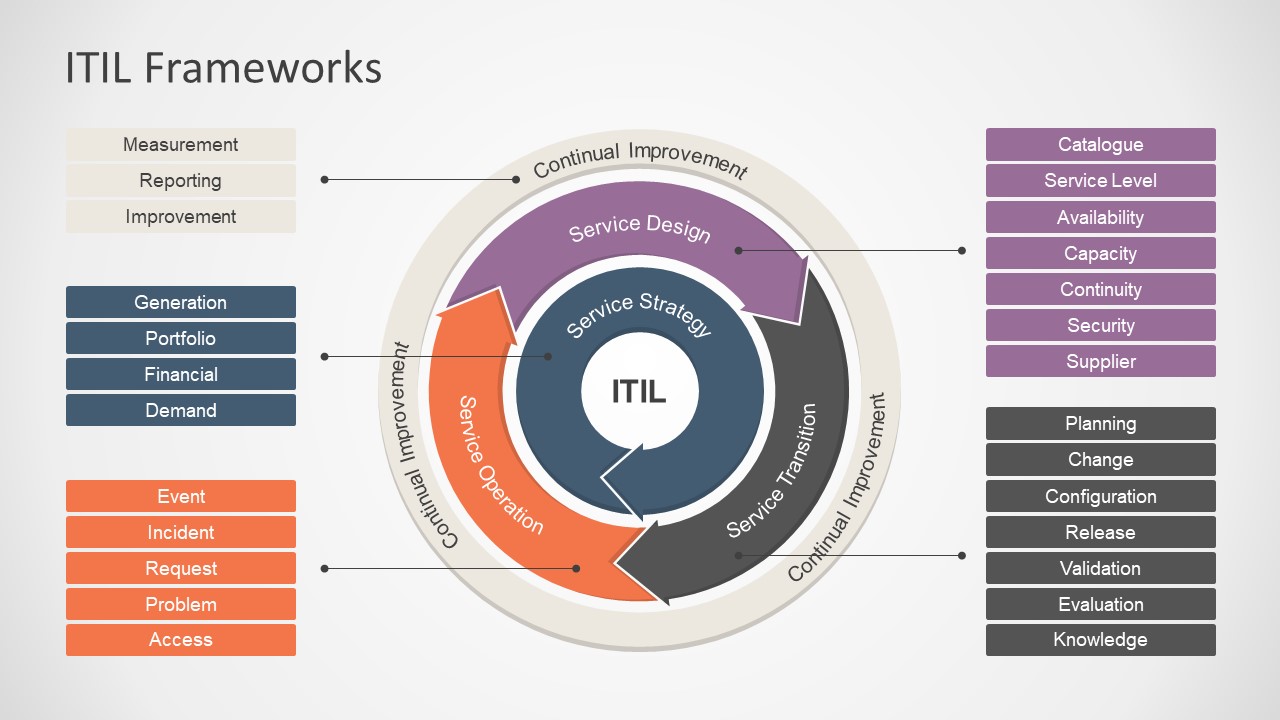 ITIL Frameworks
Measurement
Reporting
Improvement
Generation
Portfolio
Financial
Demand
Event
Incident
Request
Problem
Access
Continual Improvement
Service Design
Service Strategy
ITIL
Continual Improvement
Service Operation
Service Transition
Continual Improvement
Catalogue
Service Level
Availability
Capacity
Continuity
Security
Supplier
Planning
Change
Configuration
Release
Validation
Evaluation
Knowledge